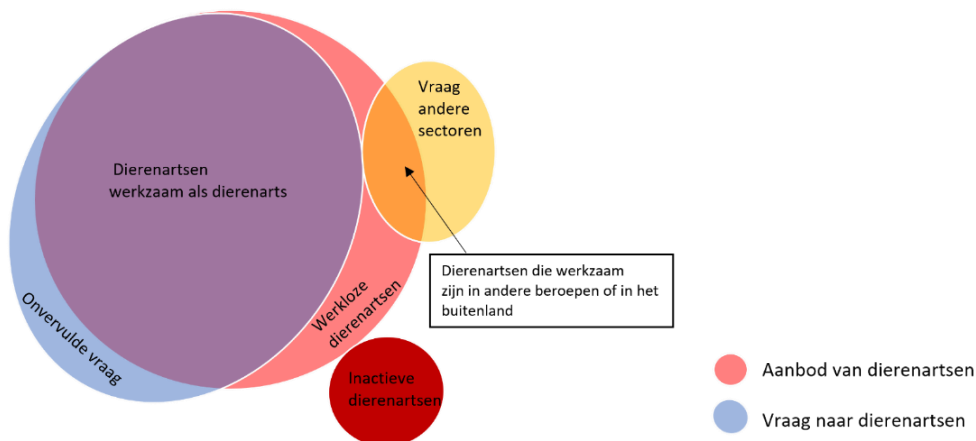 Vraag
andere
sectoren
Dierenartsen
werkzaam als dierenarts
Dierenartsen die werkzaam
zijn in andere beroepen of in het
buitenland
Onvervulde vraag
Werkloze
dierenartsen
Inactieve
dierenartsen
Aanbod van dierenartsen
Vraag naar dierenartsen